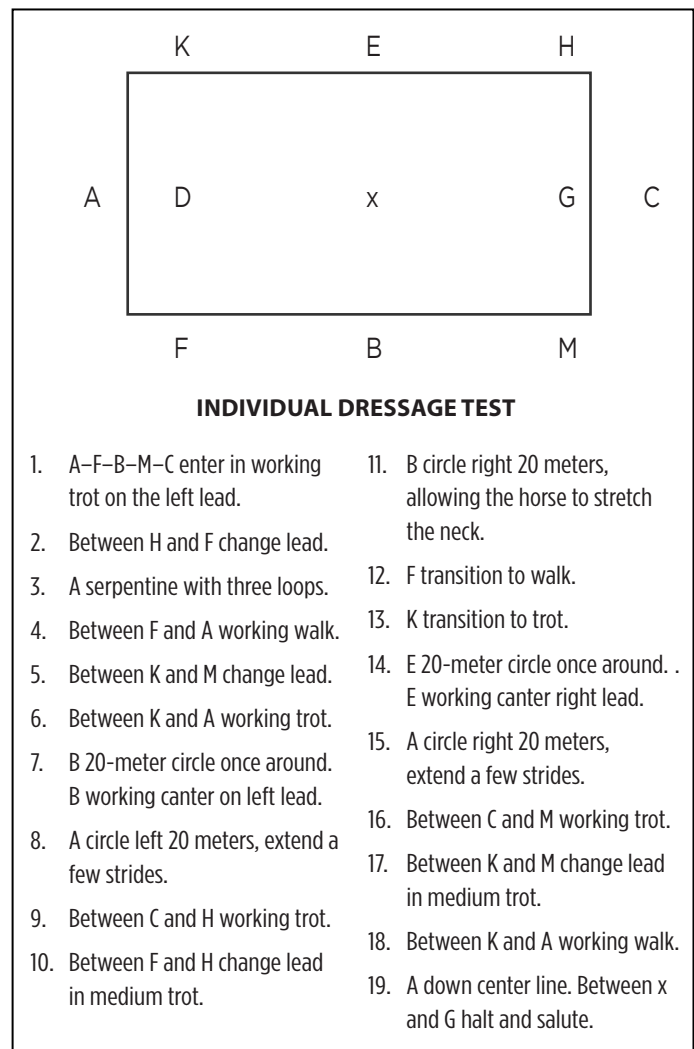 K E H
A D x G C
F B M
INDIVIDUAL DRESSAGE TEST
1. A–F–B–M–C enter in working
trot on the left lead.
2. Between H and F change lead.
3. A serpentine with three loops.
4. Between F and A working walk.
5. Between K and M change lead.
6. Between K and A working trot.
7. B 20-meter circle once around.
B working canter on left lead.
8. A circle left 20 meters, extend a
few strides.
9. Between C and H working trot.
10. Between F and H change lead
in medium trot.
11. B circle right 20 meters,
allowing the horse to stretch
the neck.
12. F transition to walk.
13. K transition to trot.
14. E 20-meter circle once around. .
E working canter right lead.
15. A circle right 20 meters,
extend a few strides.
16. Between C and M working trot.
17. Between K and M change lead
in medium trot.
18. Between K and A working walk.
19. A down center line. Between x
and G halt and salute.